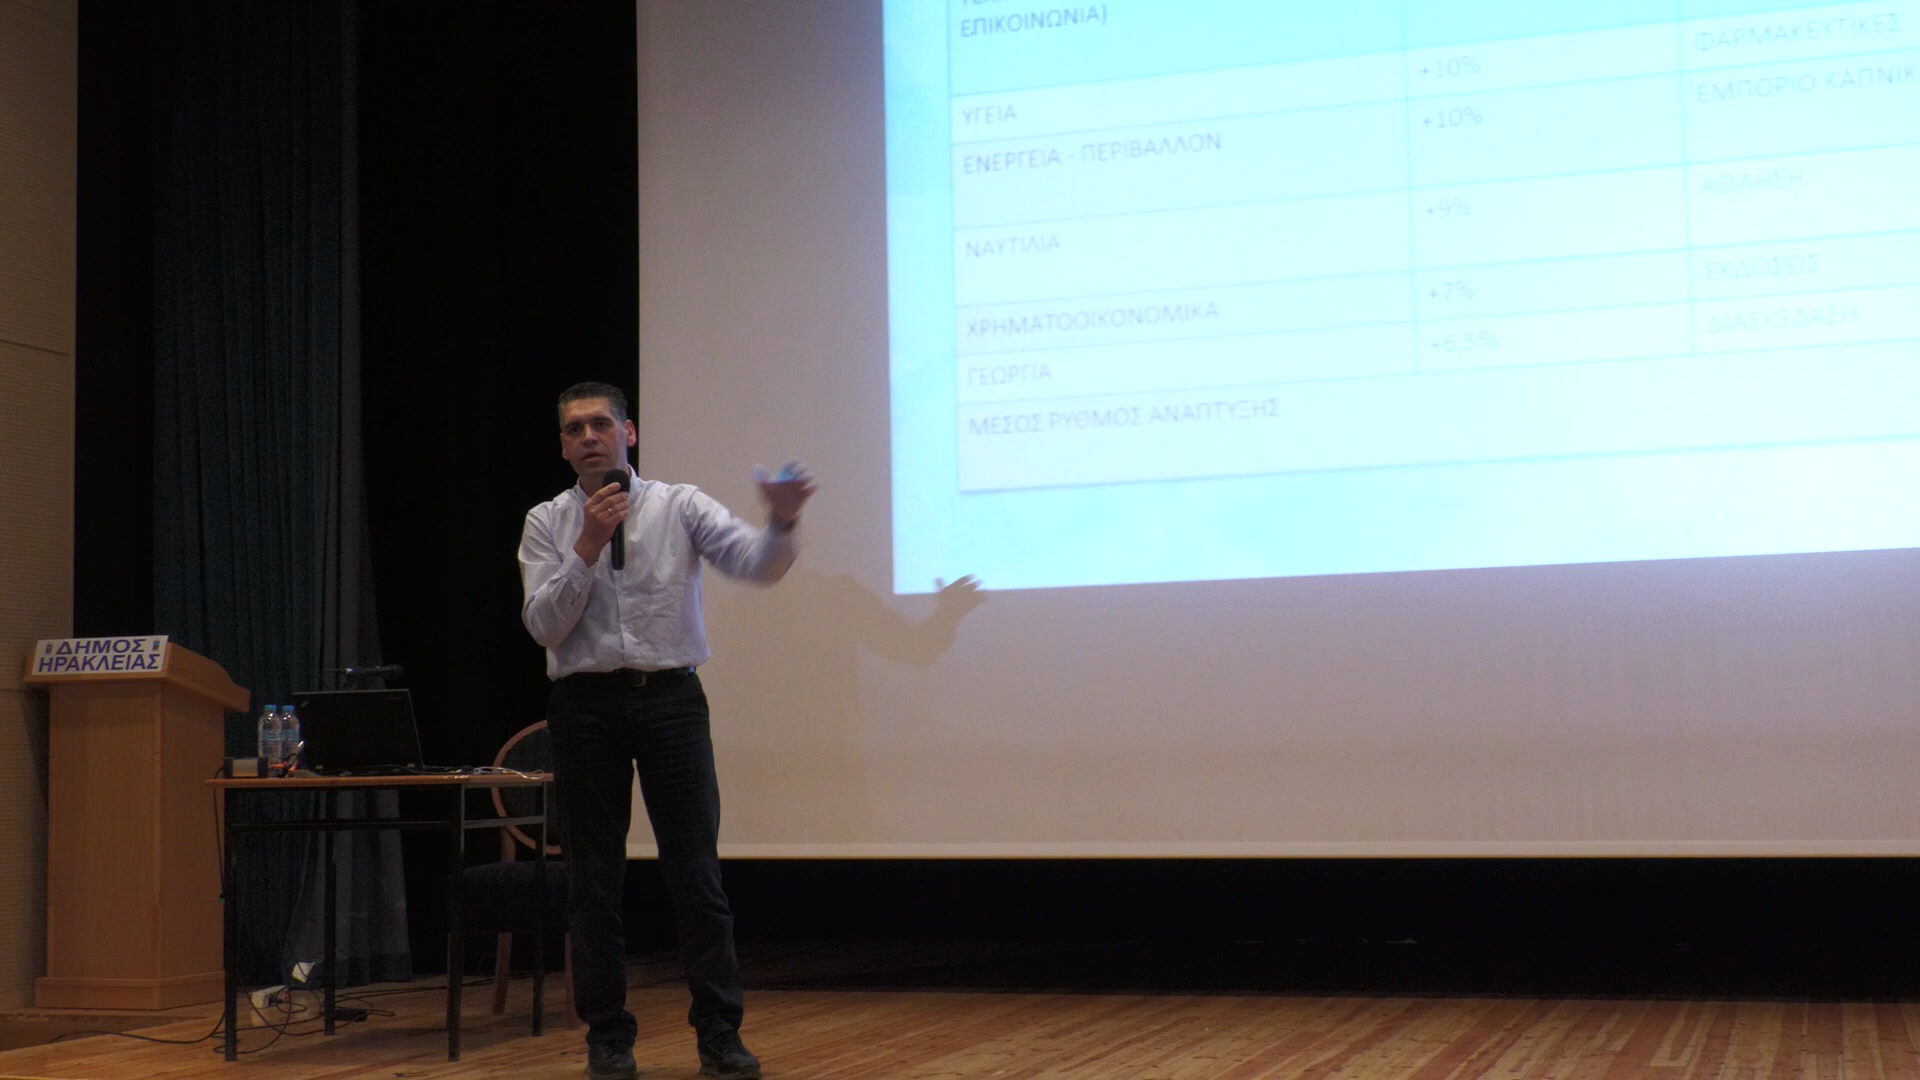 ΕΠΙΚΟΙΝΩΝΙΑ)
ΥΓΕΙΑ
+10%
ΦΑΡΜΑΚΕΥΤΙΚΕΣ
ΕΝΕΡΓΕΙΑ - ΠΕΡΙΒΑΛΛΟΝ
+10%
ΕΜΠΟΡΙΟ ΚΑΠΝΙΚ
ΝΑΥΤΙΛΙΑ
+9%
ΑΘΛΗΣΗ
ΧΡΗΜΑΤΟΟΙΚΟΝΟΜΙΚΑ
+7%
ΕΚΔΟΣΕΙΣ
ΓΕΩΡΓΙΑ
+6,5%
ΔΙΑΣΚΕΔΑΣΗ
ΜΕΣΟΣ ΡΥΘΜΟΣ ΑΝΑΠΤΥΞΗΣ
ΔΗΜΟΣ
ΗΡΑΚΛΕΙΑΣ